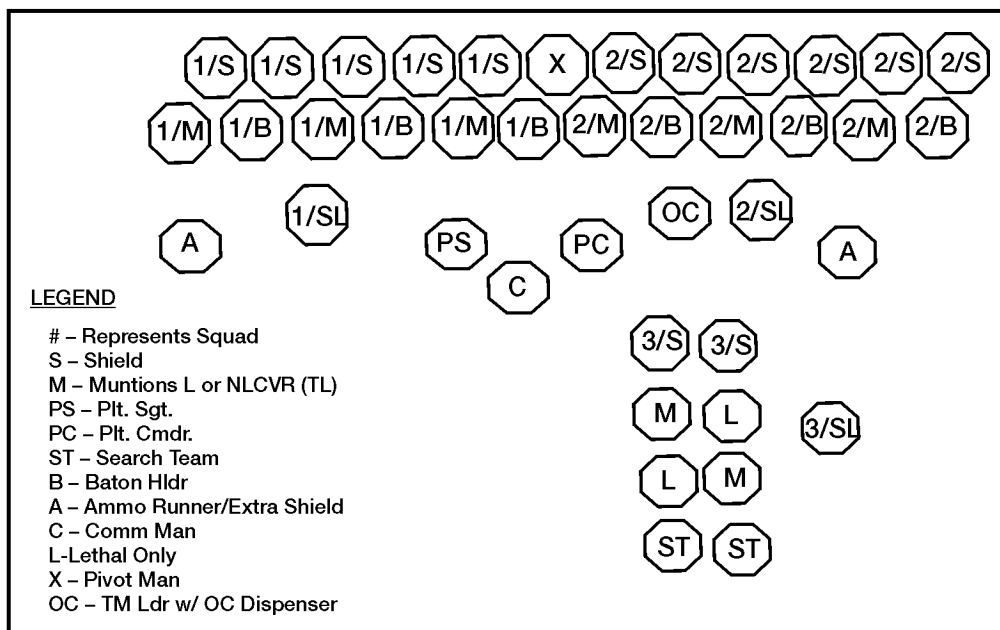 1/S 1/S 1/S 1/S 1/S X 2/S 2/S 2/S 2/S 2/S 2/S
1/M 1/B 1/M 1/B 1/M 1/B 2/M 2/B 2/M 2/B 2/M 2/B
A 1/SL PS C PC OC 2/SL A
LEGEND
# – Represents Squad
S – Shield
M – Muntions L or NLCVR (TL)
PS – Plt. Sgt.
PC – Plt. Cmdr.
ST – Search Team
B – Baton Hldr
A – Ammo Runner/Extra Shield
C – Comm Man
L-Lethal Only
X – Pivot Man
OC – TM Ldr w/ OC Dispenser
3/S 3/S
M L 3/SL
L M
ST ST